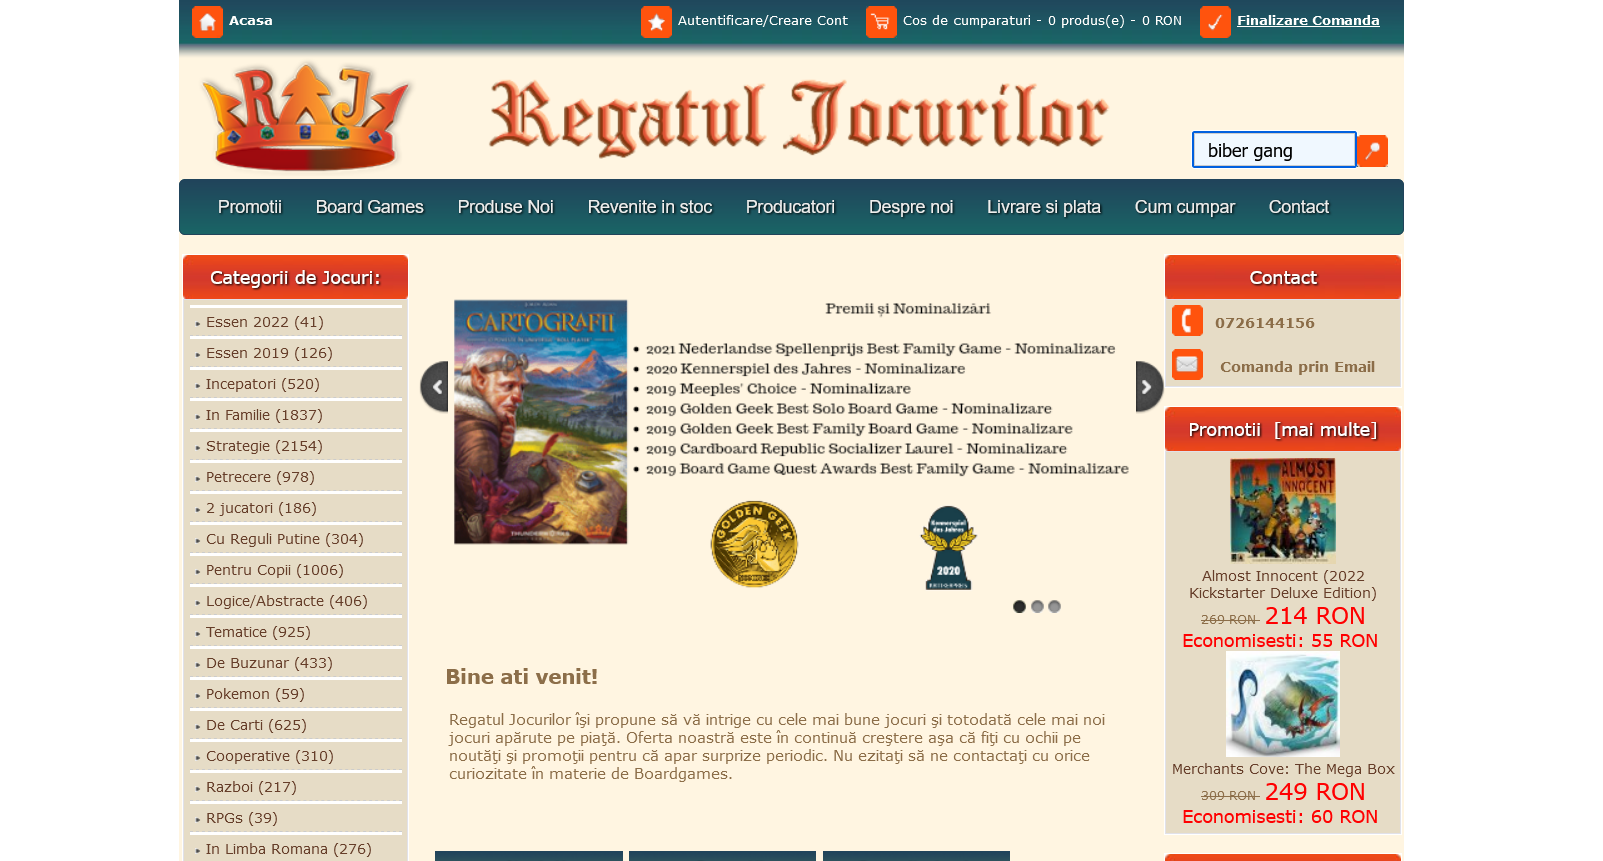 Acasa
Autentificare/Creare Cont
Cos de cumparaturi - 0 produs(e) - 0 RON
Finalizare Comanda
RAJ
Regatul Jocurilor
biber gang
Promotii
Board Games
Produse Noi
Revenite in stoc
Producatori
Despre noi
Livrare si plata
Cum cumpar
Contact
Categorii de Jocuri:
Essen 2022 (41)
Essen 2019 (126)
Incepatori (520)
In Familie (1837)
Strategie (2154)
Petrecere (978)
2 jucatori (186)
Cu Reguli Putine (304)
Pentru Copii (1006)
Logice/Abstracte (406)
Tematice (925)
De Buzunar (433)
Pokemon (59)
De Carti (625)
Cooperative (310)
Razboi (217)
RPGs (39)
In Limba Romana (276)
CARTOGRAFII
Premii și Nominalizări
2021 Nederlandse Spellenprijs Best Family Game - Nominalizare
2020 Kennerspiel des Jahres - Nominalizare
2019 Meeples' Choice - Nominalizare
2019 Golden Geek Best Solo Board Game - Nominalizare
2019 Golden Geek Best Family Board Game - Nominalizare
2019 Cardboard Republic Socializer Laurel - Nominalizare
2019 Board Game Quest Awards Best Family Game - Nominalizare
GOLDEN GEEK
Kennerspiel
des Jahres
2020
Bine ati venit!
Regatul Jocurilor îşi propune să vă intrige cu cele mai bune jocuri şi totodată cele mai noi
jocuri apărute pe piaţă. Oferta noastră este în continuă creştere aşa că fiţi cu ochii pe
noutăţi şi promoţii pentru că apar surprize periodic. Nu ezitaţi să ne contactaţi cu orice
curiozitate în materie de Boardgames.
Contact
0726144156
Comanda prin Email
Promotii [mai multe]
ALMOST
INNOCENT
Almost Innocent (2022
Kickstarter Deluxe Edition)
269 RON 214 RON
Economisesti: 55 RON
Merchants Cove: The Mega Box
309 RON 249 RON
Economisesti: 60 RON